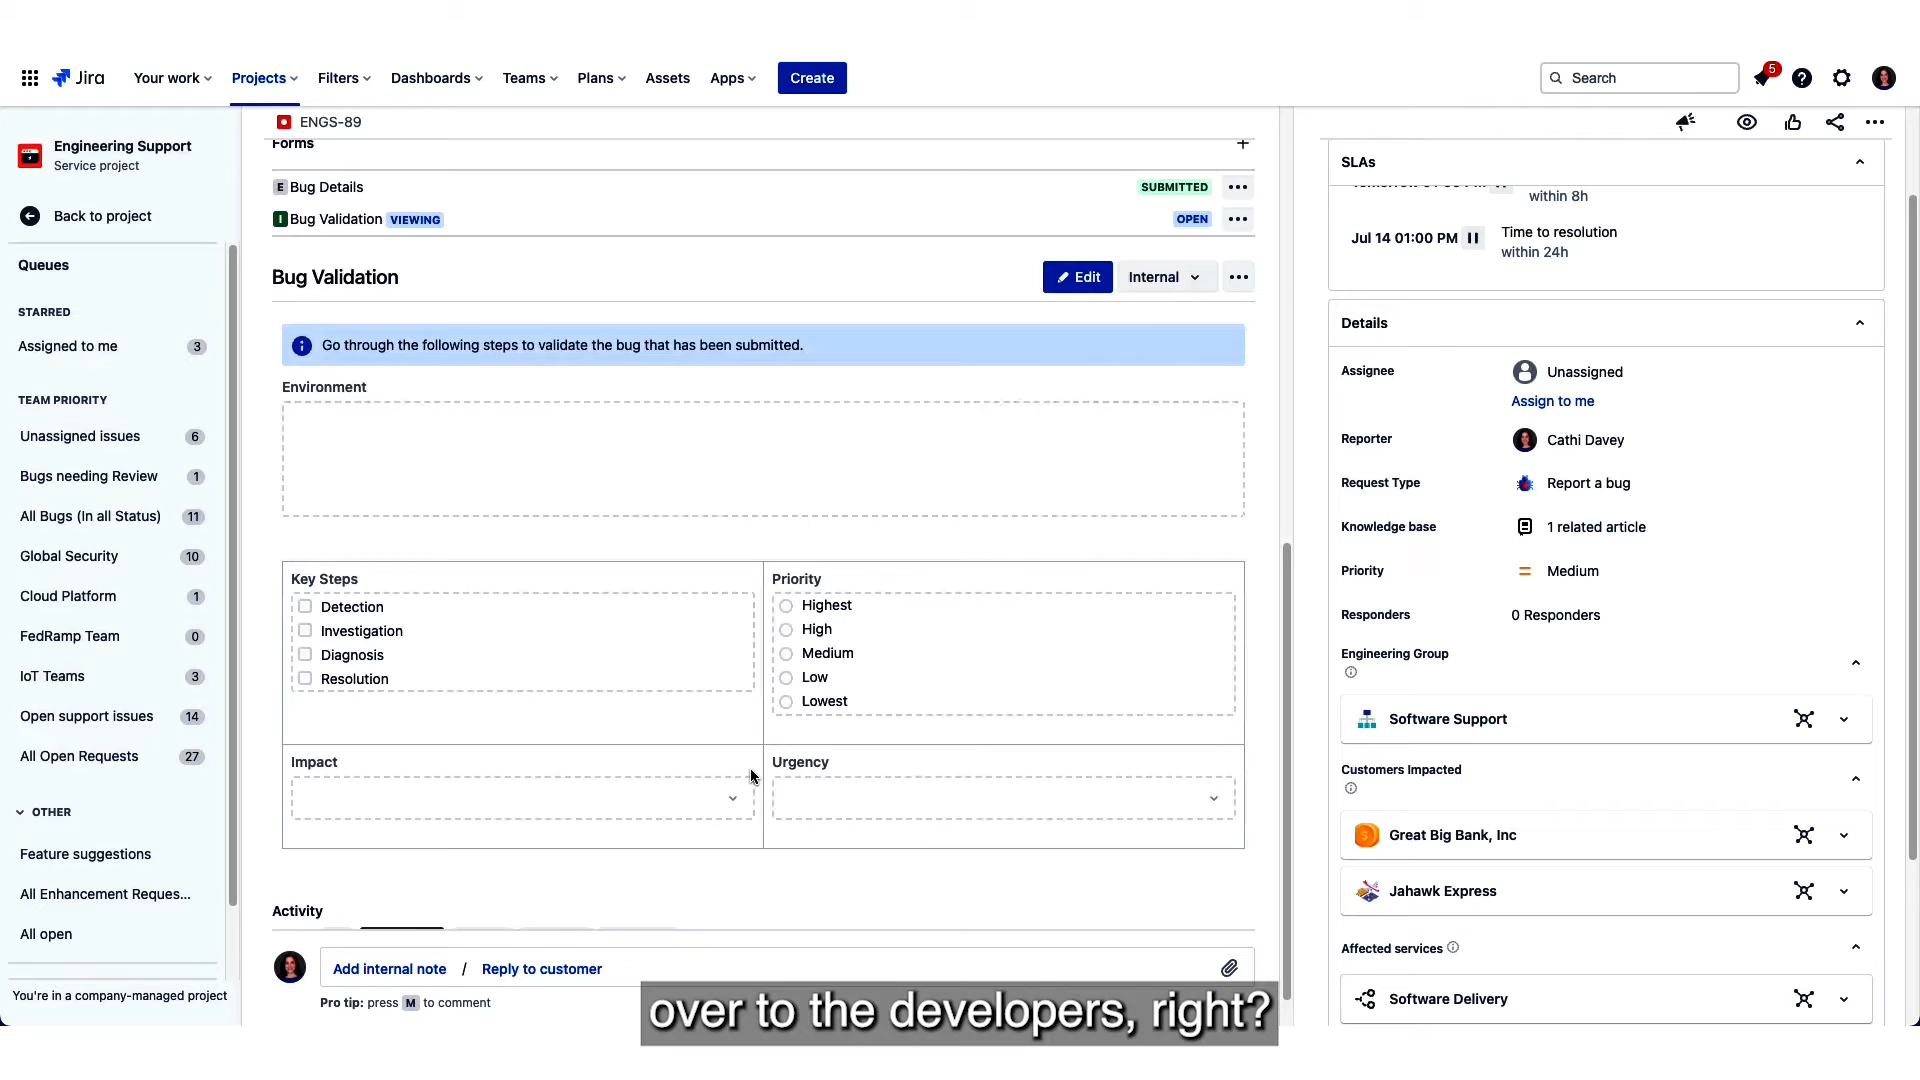 Jira
Your work
Projects
Filters
Dashboards
Teams
Plans
Assets
Apps
Create
Search
5
Engineering Support
Service project
Back to project
Queues
STARRED
Assigned to me 3
TEAM PRIORITY
Unassigned issues 6
Bugs needing Review 1
All Bugs (In all Status) 11
Global Security 10
Cloud Platform 1
FedRamp Team 0
IoT Teams 3
Open support issues 14
All Open Requests 27
OTHER
Feature suggestions
All Enhancement Reques...
All open
You're in a company-managed project
ENGS-89
Forms
E Bug Details SUBMITTED
I Bug Validation VIEWING OPEN
Bug Validation
Edit
Internal
Go through the following steps to validate the bug that has been submitted.
Environment
Key Steps
Detection
Investigation
Diagnosis
Resolution
Priority
Highest
High
Medium
Low
Lowest
Impact
Urgency
Activity
Add internal note / Reply to customer
Pro tip: press M to comment
SLAs
within 8h
Jul 14 01:00 PM Time to resolution
within 24h
Details
Assignee Unassigned
Assign to me
Reporter Cathi Davey
Request Type Report a bug
Knowledge base 1 related article
Priority Medium
Responders 0 Responders
Engineering Group
Software Support
Customers Impacted
Great Big Bank, Inc
Jahawk Express
Affected services
Software Delivery
over to the developers, right?